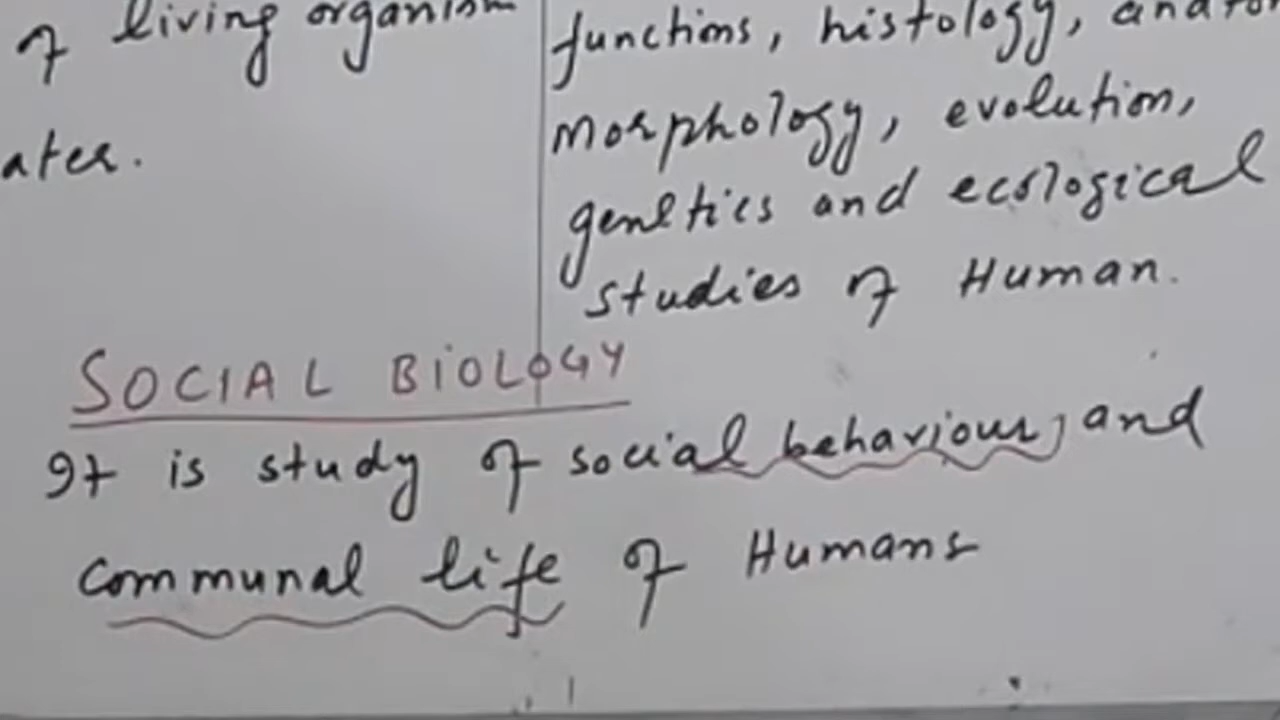 of living organism
ater.
functions, histology,
morphology, evolution,
genetics and ecological
studies of Human.
SOCIAL BIOLOGY
It is study of social behaviour, and
communal life of Humans